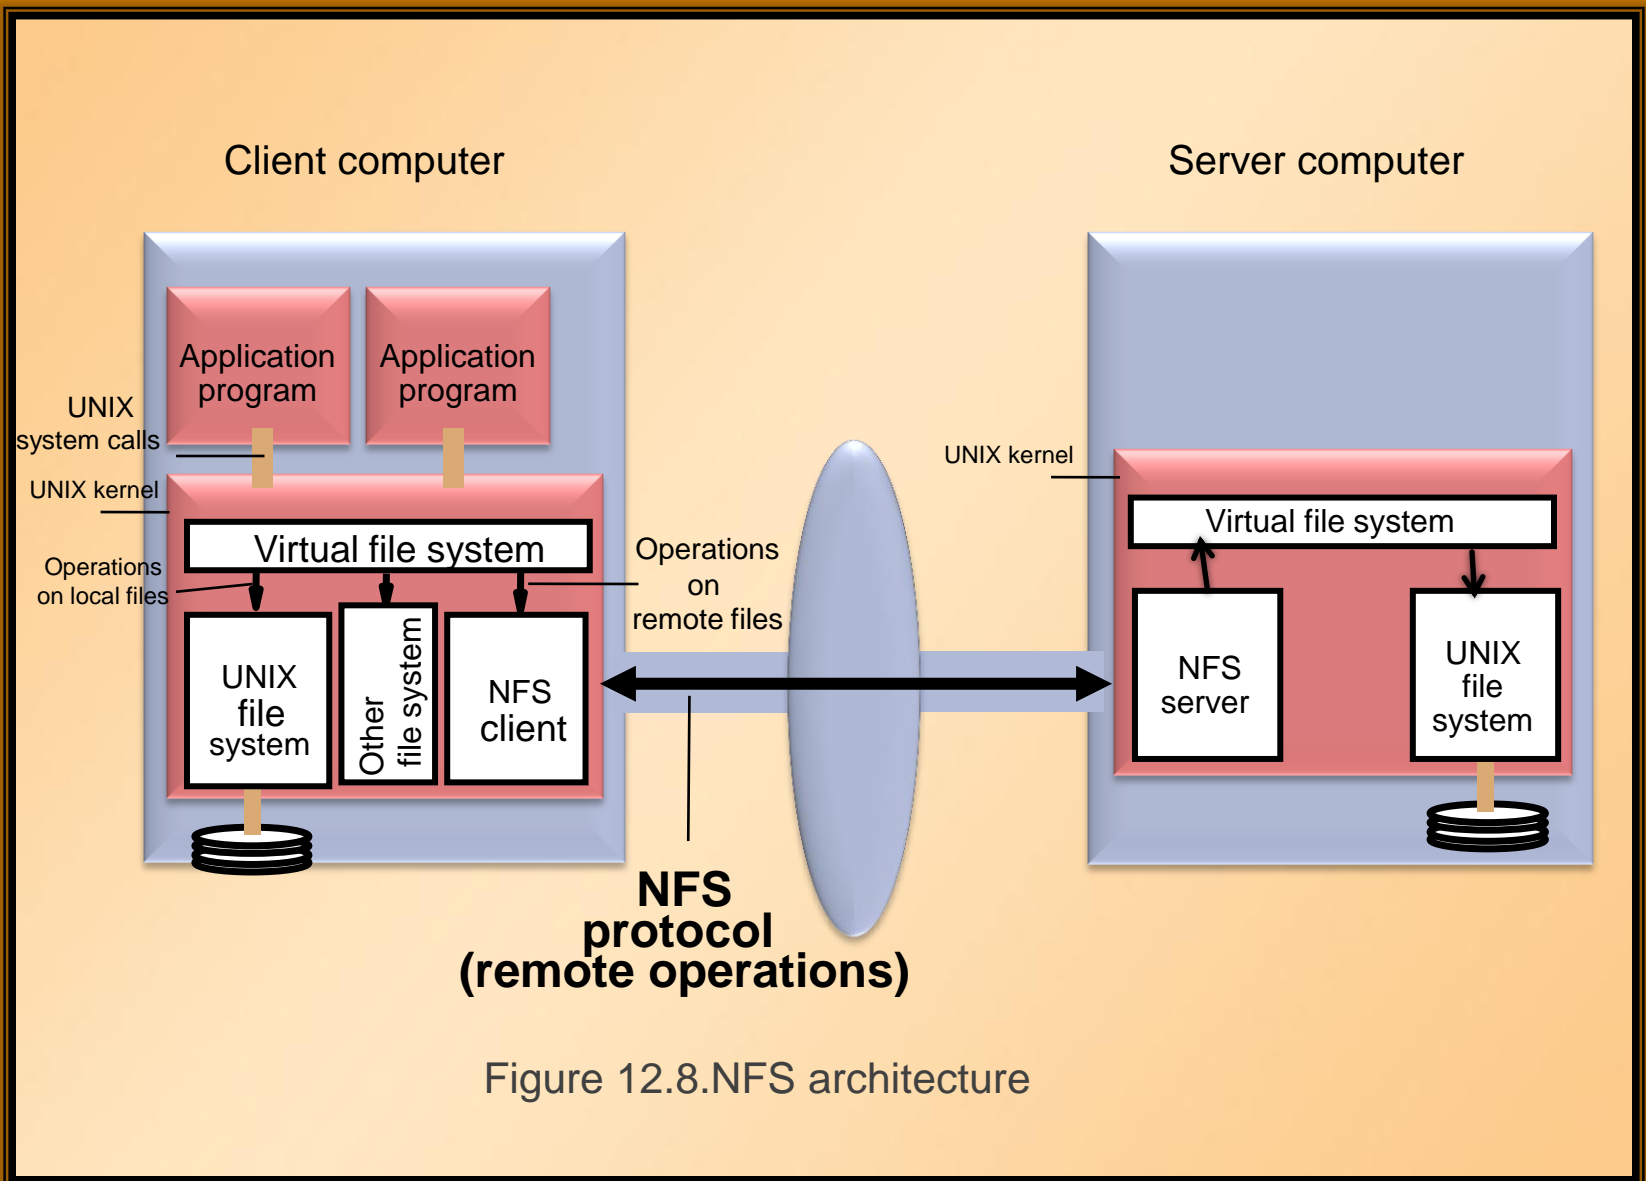 Client computer
Server computer
Application
program
Application
program
UNIX
system calls
UNIX kernel
Virtual file system
Operations
on local files
Operations
on
remote files
UNIX
file
system
Other
file system
NFS
client
UNIX kernel
Virtual file system
NFS
server
UNIX
file
system
NFS
protocol
(remote operations)
Figure 12.8.NFS architecture